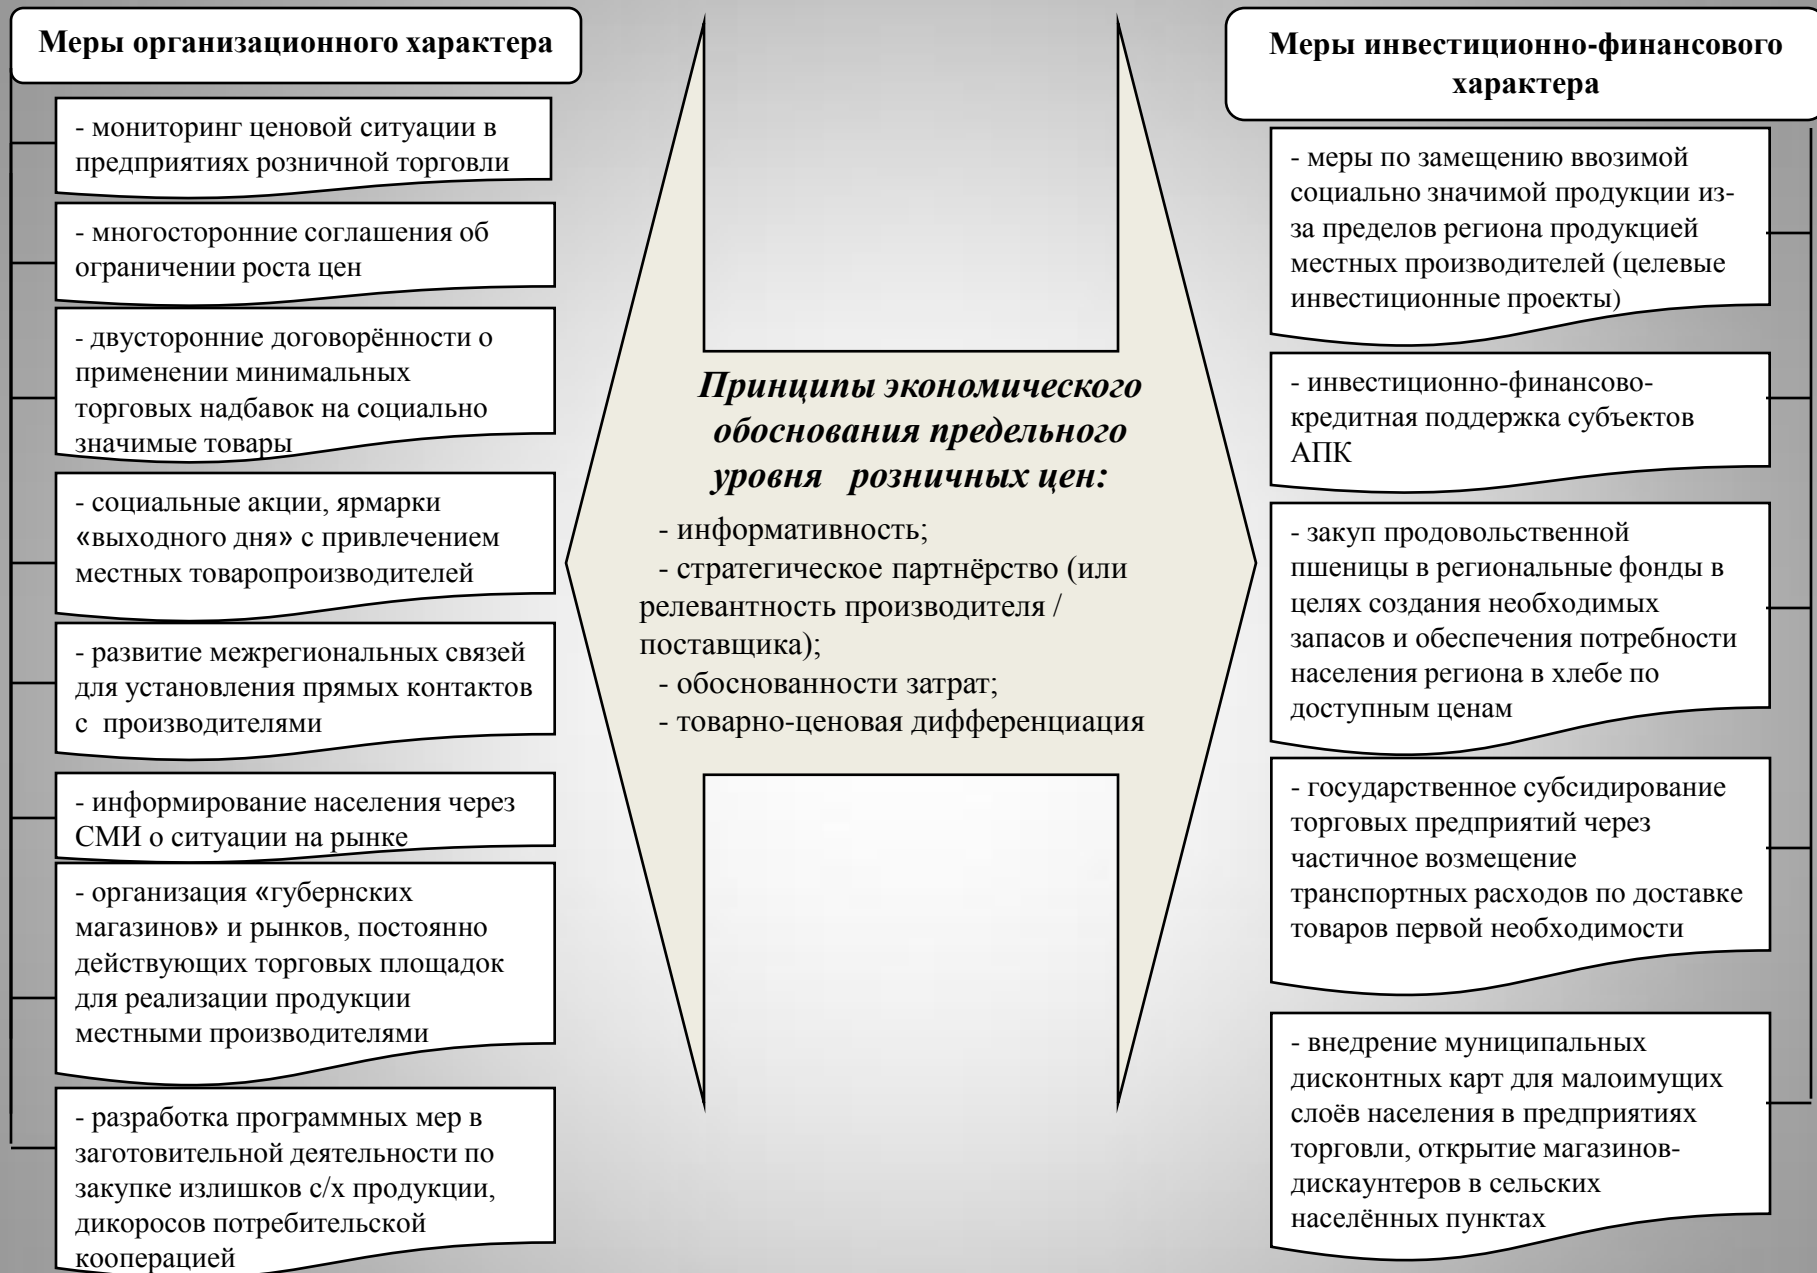 Меры организационного характера
- мониторинг ценовой ситуации в
предприятиях розничной торговли
- многосторонние соглашения об
ограничении роста цен
- двусторонние договорённости о
применении минимальных
торговых надбавок на социально
значимые товары
- социальные акции, ярмарки
«выходного дня» с привлечением
местных товаропроизводителей
- развитие межрегиональных связей
для установления прямых контактов
с производителями
- информирование населения через
СМИ о ситуации на рынке
- организация «губернских
магазинов» и рынков, постоянно
действующих торговых площадок
для реализации продукции
местными производителями
- разработка программных мер в
заготовительной деятельности по
закупке излишков с/х продукции,
дикоросов потребительской
кооперацией
Принципы экономического
обоснования предельного
уровня розничных цен:
- информативность;
- стратегическое партнёрство (или
релевантность производителя /
поставщика);
- обоснованности затрат;
- товарно-ценовая дифференциация
Меры инвестиционно-финансового
характера
- меры по замещению ввозимой
социально значимой продукции из-
за пределов региона продукцией
местных производителей (целевые
инвестиционные проекты)
- инвестиционно-финансово-
кредитная поддержка субъектов
АПК
- закуп продовольственной
пшеницы в региональные фонды в
целях создания необходимых
запасов и обеспечения потребности
населения региона в хлебе по
доступным ценам
- государственное субсидирование
торговых предприятий через
частичное возмещение
транспортных расходов по доставке
товаров первой необходимости
- внедрение муниципальных
дисконтных карт для малоимущих
слоёв населения в предприятиях
торговли, открытие магазинов-
дискаунтеров в сельских
населённых пунктах